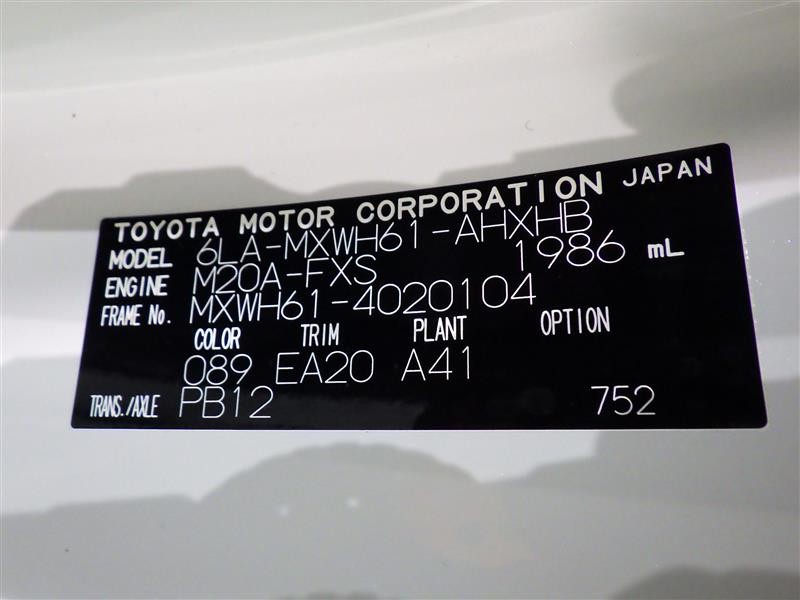 TOYOTA MOTOR CORPORATION JAPAN
MODEL 6LA-MXWH61-AHXHB
ENGINE M20A-FXS 1986 mL
FRAME No. MXWH61-4020104
COLOR TRIM PLANT OPTION
089 EA20 A41
TRANS./AXLE PB12 752